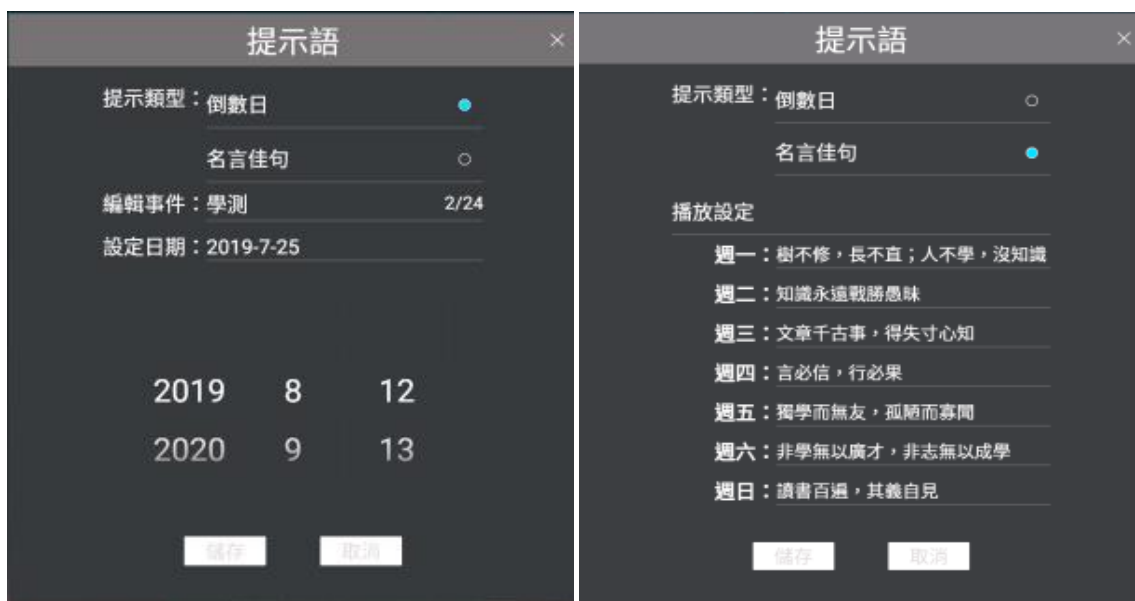 提示語 ×
提示類型：倒數日
名言佳句
編輯事件：學測 2/24
設定日期：2019-7-25
2019 8 12
2020 9 13
儲存 取消
提示語 ×
提示類型：倒數日
名言佳句
播放設定
週一：樹不修，長不直；人不學，沒知識
週二：知識永遠戰勝愚昧
週三：文章千古事，得失寸心知
週四：言必信，行必果
週五：獨學而無友，孤陋而寡聞
週六：非學無以廣才，非志無以成學
週日：讀書百遍，其義自見
儲存 取消